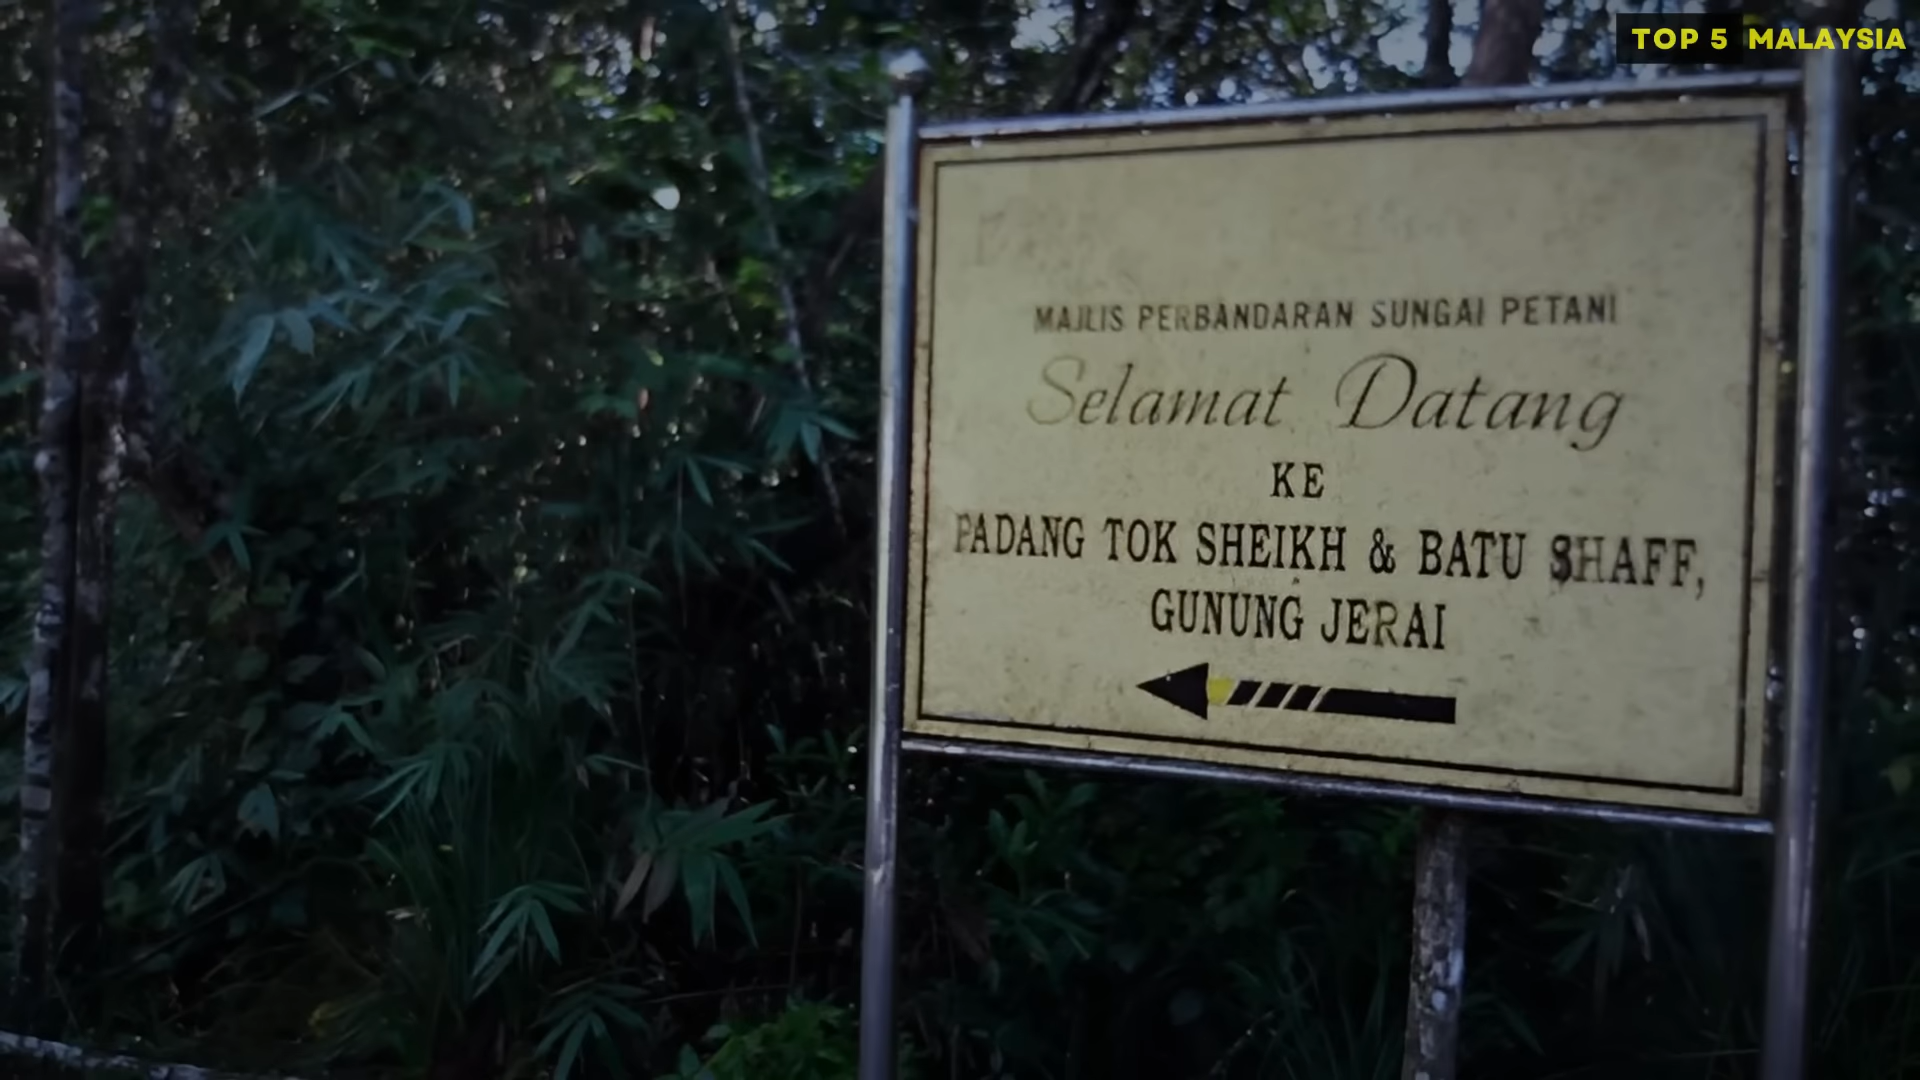 TOP 5 MALAYSIA
MAJLIS PERBANDARAN SUNGAI PETANI
Selamat Datang
KE
PADANG TOK SHEIKH & BATU SHAFF,
GUNUNG JERAI